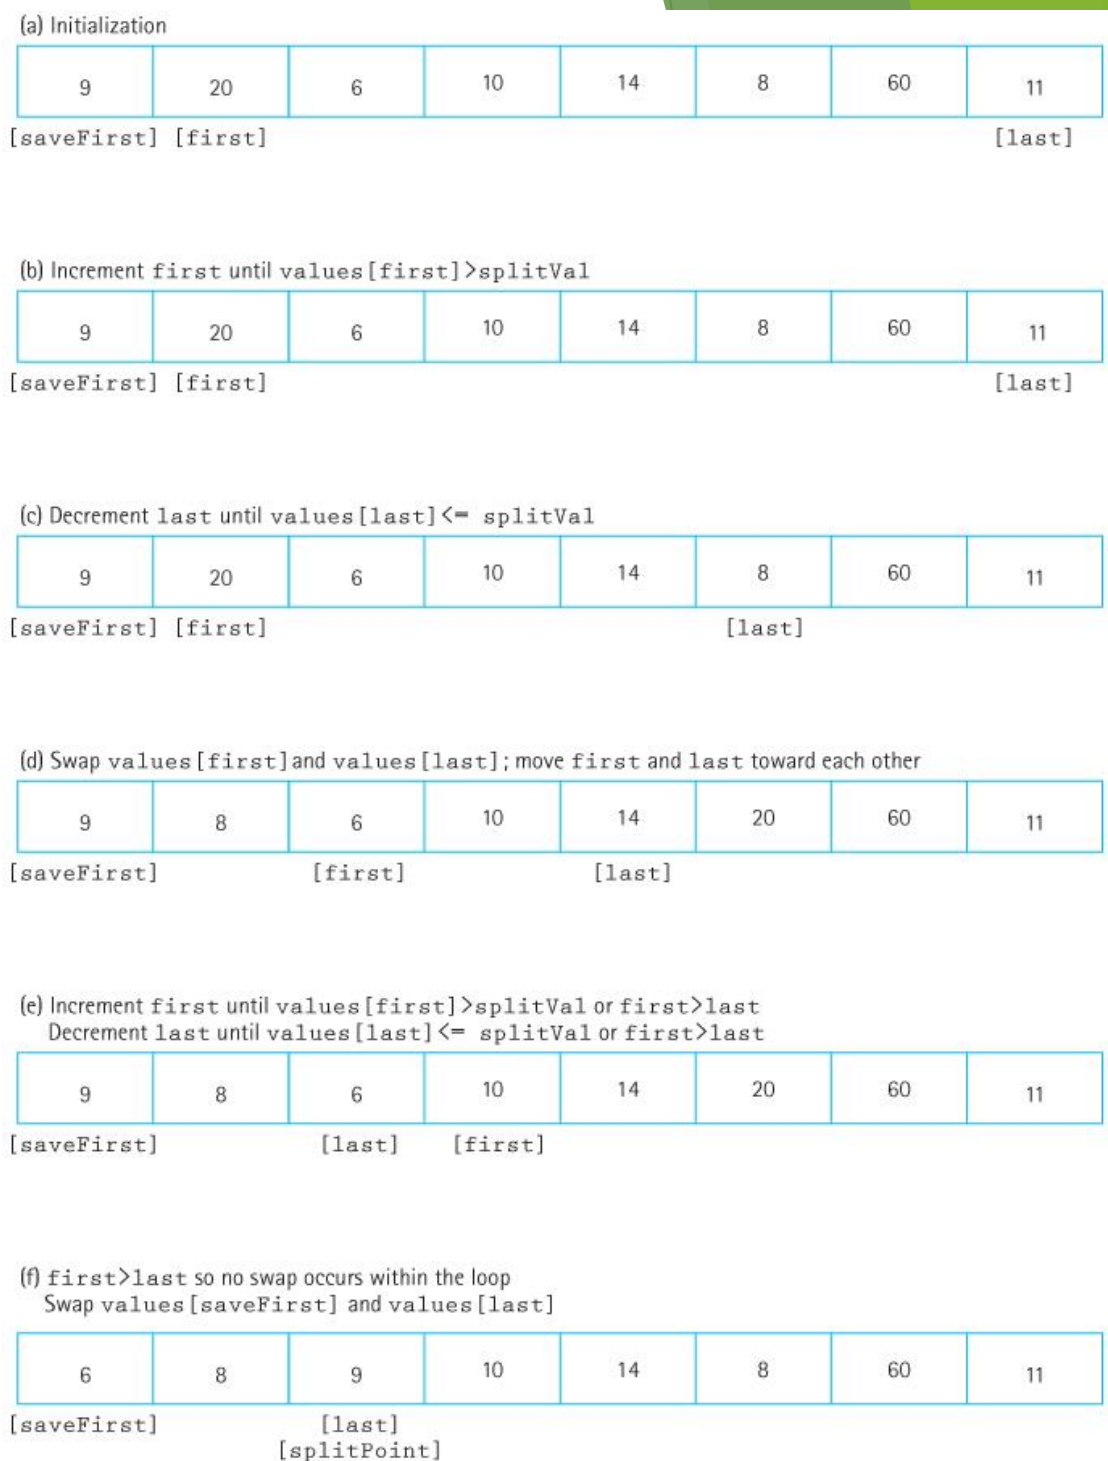 (a) Initialization
9 20 6 10 14 8 60 11
[saveFirst] [first] [last]
(b) Increment first until values[first]>splitVal
9 20 6 10 14 8 60 11
[saveFirst] [first] [last]
(c) Decrement last until values[last]<= splitVal
9 20 6 10 14 8 60 11
[saveFirst] [first] [last]
(d) Swap values[first]and values[last]; move first and last toward each other
9 8 6 10 14 20 60 11
[saveFirst] [first] [last]
(e) Increment first until values[first]>splitVal or first>last
Decrement last until values[last]<= splitVal or first>last
9 8 6 10 14 20 60 11
[saveFirst] [last] [first]
(f) first>last so no swap occurs within the loop
Swap values[saveFirst] and values[last]
6 8 9 10 14 8 60 11
[saveFirst] [last]
[splitPoint]